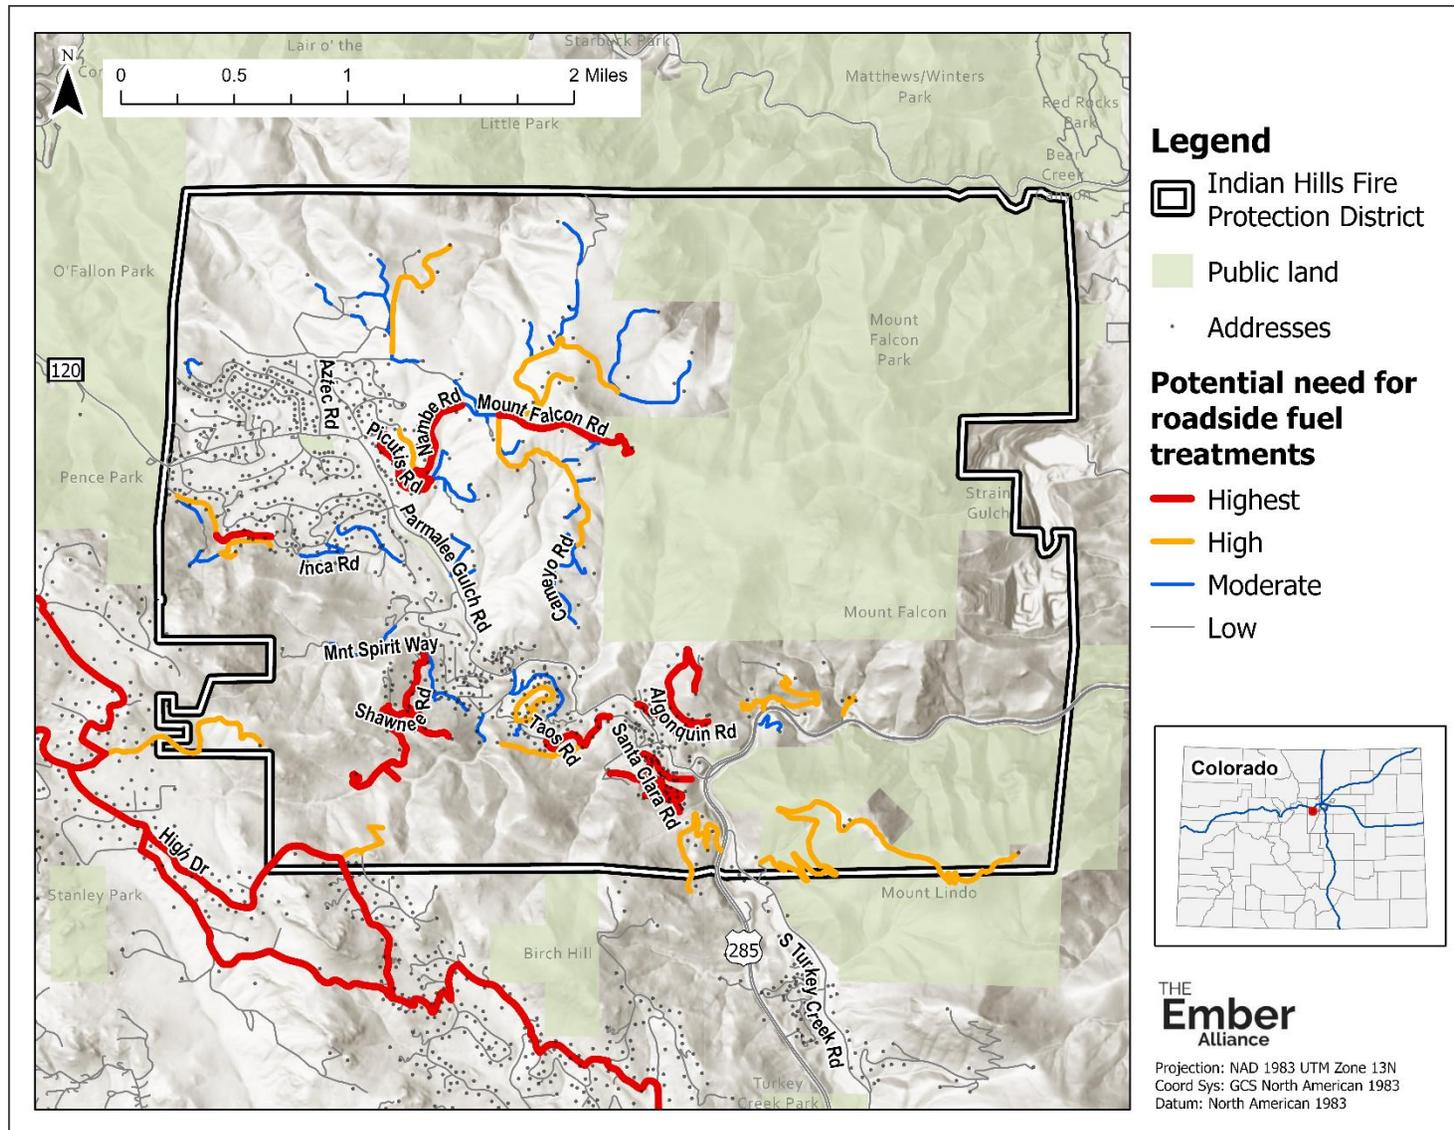 Lair o' the
Starbuck Park
Cor
N
0 0.5 1 2 Miles
Little Park
Matthews/Winters
Park
Red Rocks
Park
Bear
Creek
Canyon
O'Fallon Park
Mount
Falcon
Park
120
Aztec Rd
Nambe Rd
Mount Falcon Rd
Picutis Rd
Pence Park
Strain
Gulch
Parmalee Gulch Rd
Inca Rd
Cameyo Rd
Mount Falcon
Mnt Spirit Way
Shawnee Rd
Taos Rd
Algonquin Rd
Santa Clara Rd
High Dr
Stanley Park
Mount Lindo
Birch Hill
285
S Turkey Creek Rd
Turkey
Creek Park
Legend
Indian Hills Fire
Protection District
Public land
Addresses
Potential need for
roadside fuel
treatments
Highest
High
Moderate
Low
Colorado
THE
Ember
Alliance
Projection: NAD 1983 UTM Zone 13N
Coord Sys: GCS North American 1983
Datum: North American 1983